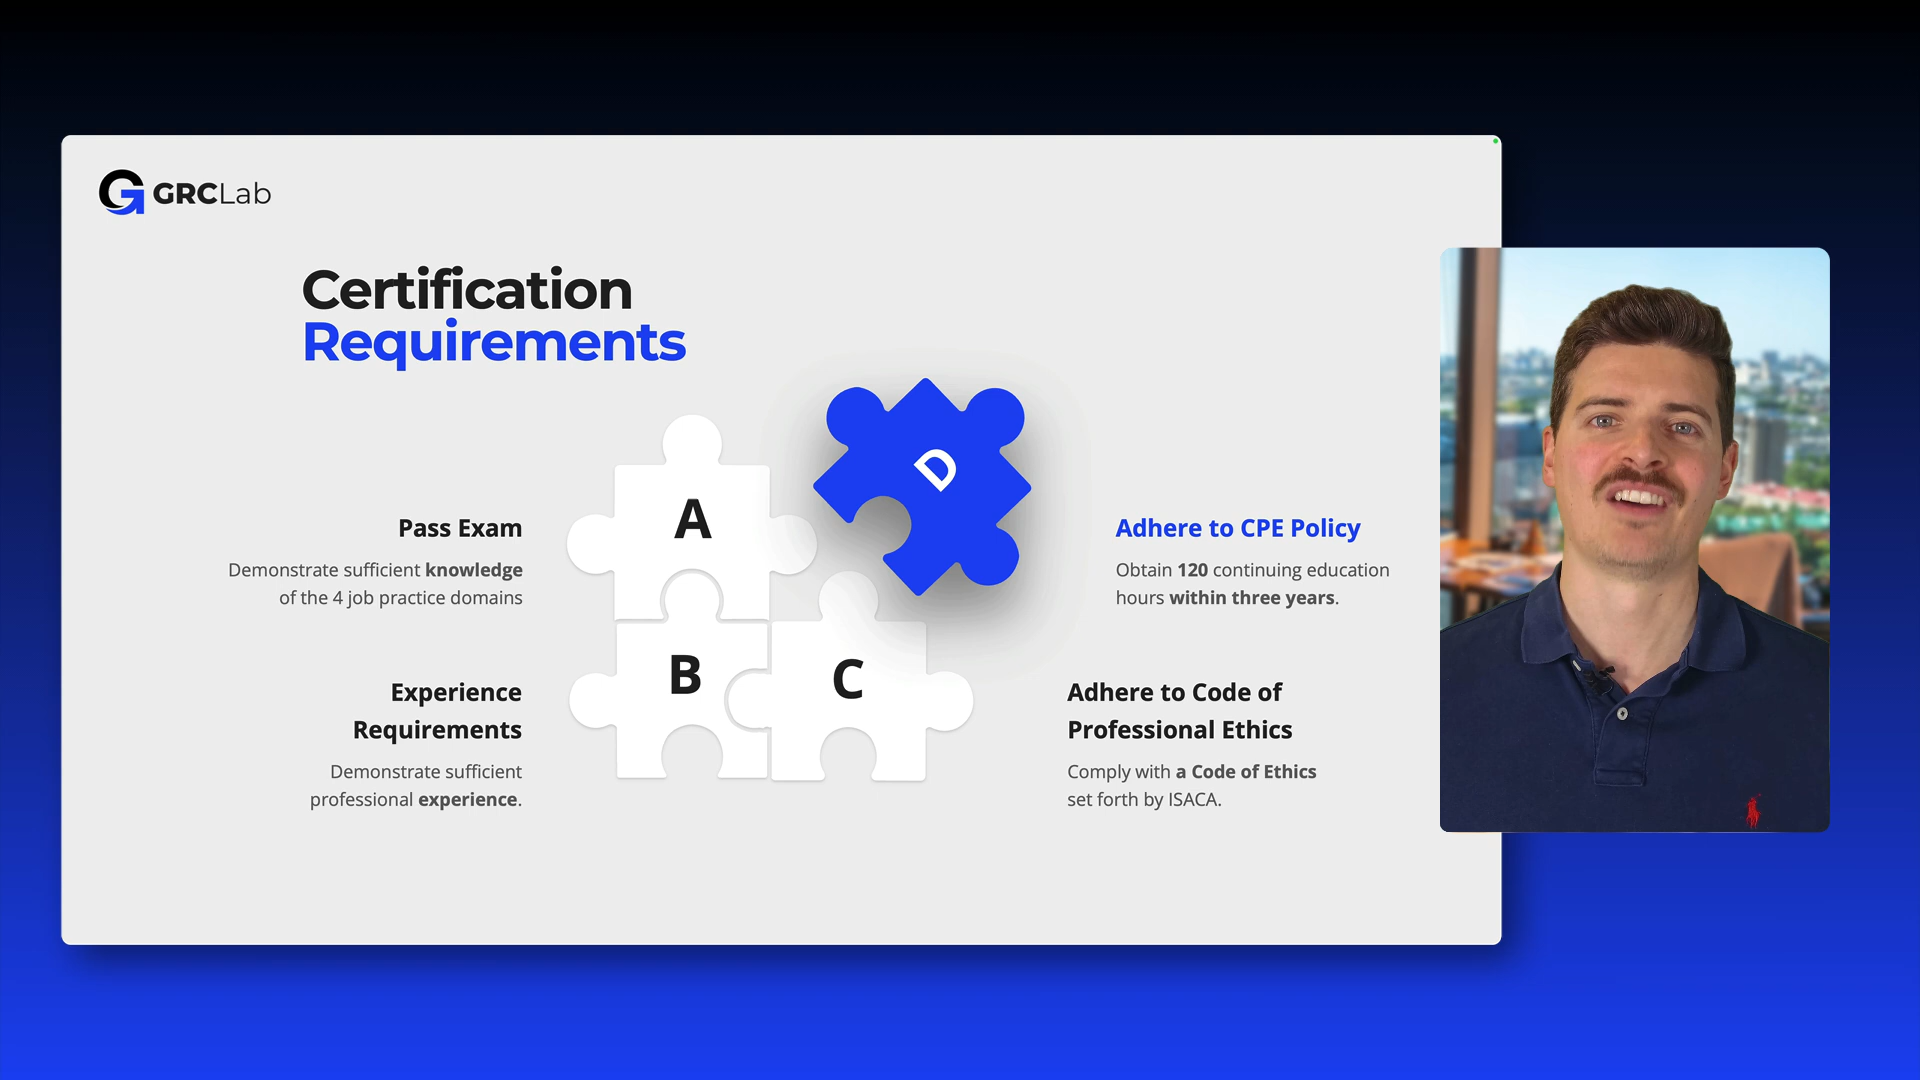 GRCLab
Certification
Requirements
A
D
Pass Exam
Demonstrate sufficient knowledge
of the 4 job practice domains
Adhere to CPE Policy
Obtain 120 continuing education
hours within three years.
B
C
Experience
Requirements
Demonstrate sufficient
professional experience.
Adhere to Code of
Professional Ethics
Comply with a Code of Ethics
set forth by ISACA.